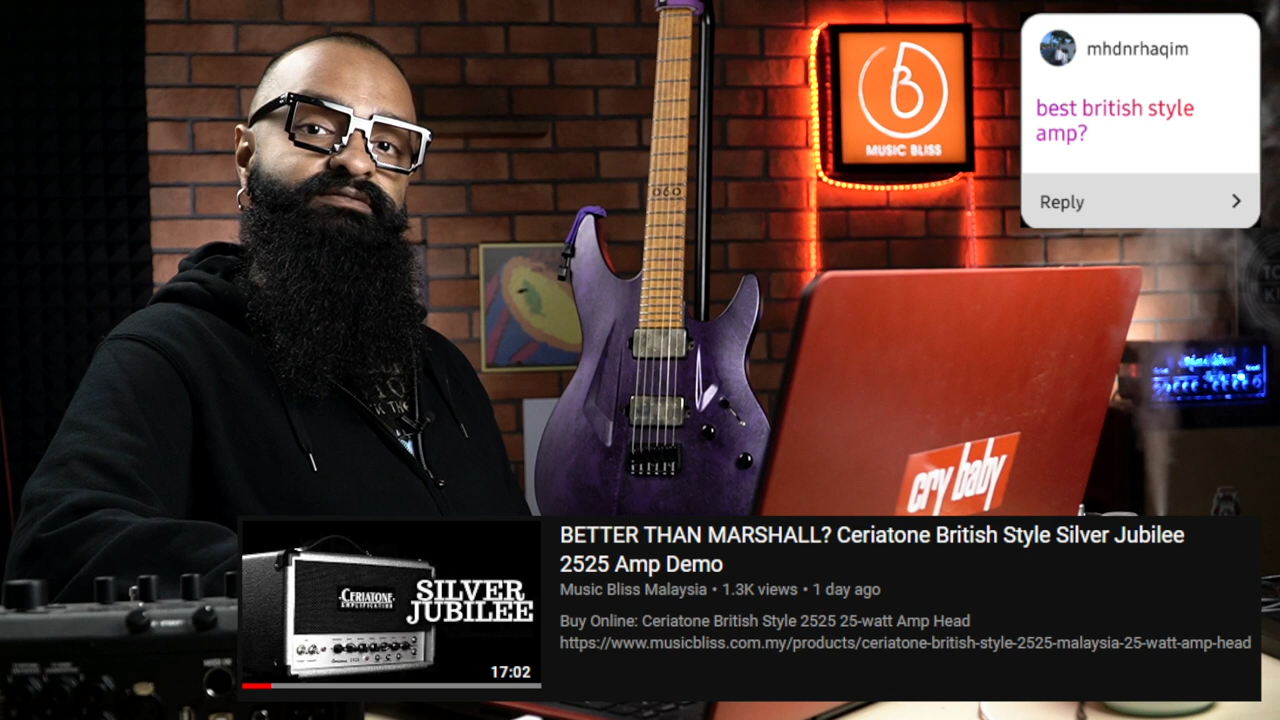 mhdnrhaqim
best british style
amp?
Reply
MUSIC BLISS
cry baby
BETTER THAN MARSHALL? Ceriatone British Style Silver Jubilee
2525 Amp Demo
Music Bliss Malaysia • 1.3K views • 1 day ago
Buy Online: Ceriatone British Style 2525 25-watt Amp Head
https://www.musicbliss.com.my/products/ceriatone-british-style-2525-malaysia-25-watt-amp-head
CERIATONE
AMPLIFICATION
SILVER
JUBILEE
17:02